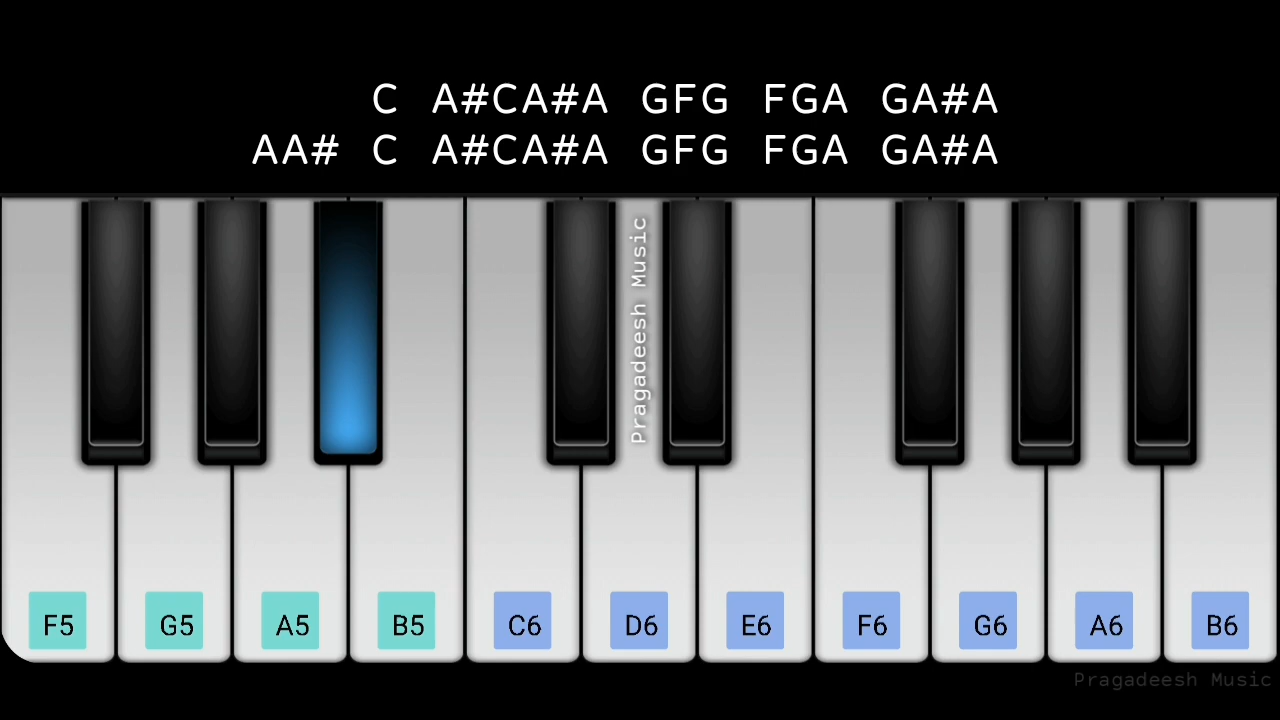 C A#CA#A GFG FGA GA#A
AA# C A#CA#A GFG FGA GA#A
Pragadeesh Music
F5 G5 A5 B5 C6 D6 E6 F6 G6 A6 B6
Pragadeesh Music